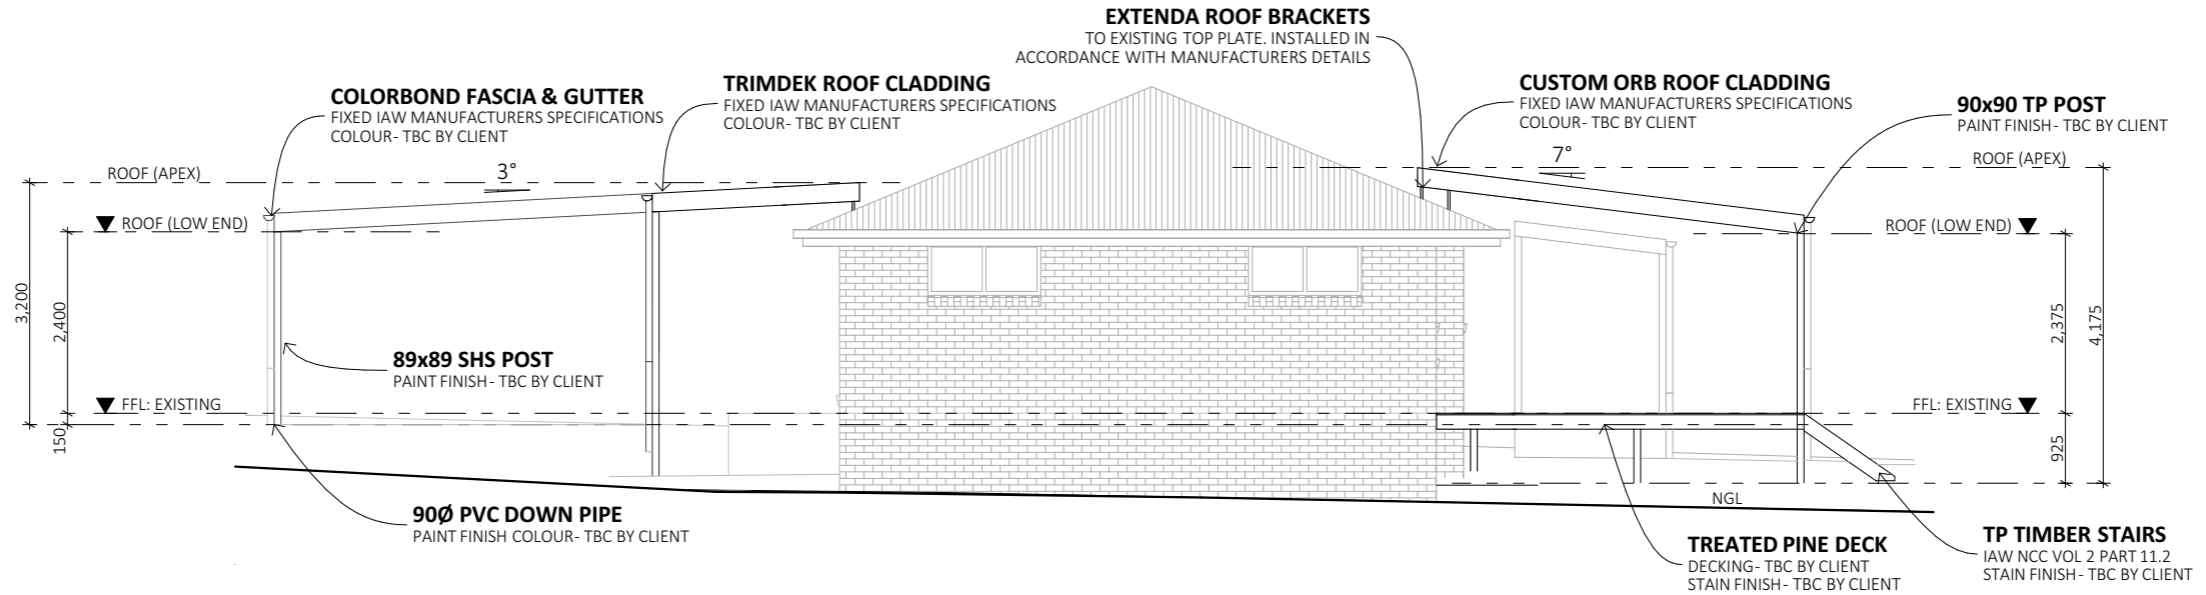 EXTENDA ROOF BRACKETS
TO EXISTING TOP PLATE. INSTALLED IN
ACCORDANCE WITH MANUFACTURERS DETAILS
COLORBOND FASCIA & GUTTER
FIXED IAW MANUFACTURERS SPECIFICATIONS
COLOUR- TBC BY CLIENT
TRIMDEK ROOF CLADDING
FIXED IAW MANUFACTURERS SPECIFICATIONS
COLOUR- TBC BY CLIENT
CUSTOM ORB ROOF CLADDING
FIXED IAW MANUFACTURERS SPECIFICATIONS
COLOUR- TBC BY CLIENT
90x90 TP POST
PAINT FINISH- TBC BY CLIENT
ROOF (APEX)
3°
7°
ROOF (APEX)
ROOF (LOW END)
ROOF (LOW END)
3,200
2,400
2,375
4,175
89x89 SHS POST
PAINT FINISH- TBC BY CLIENT
FFL: EXISTING
FFL: EXISTING
150
925
NGL
90Ø PVC DOWN PIPE
PAINT FINISH COLOUR- TBC BY CLIENT
TREATED PINE DECK
DECKING- TBC BY CLIENT
STAIN FINISH- TBC BY CLIENT
TP TIMBER STAIRS
IAW NCC VOL 2 PART 11.2
STAIN FINISH- TBC BY CLIENT